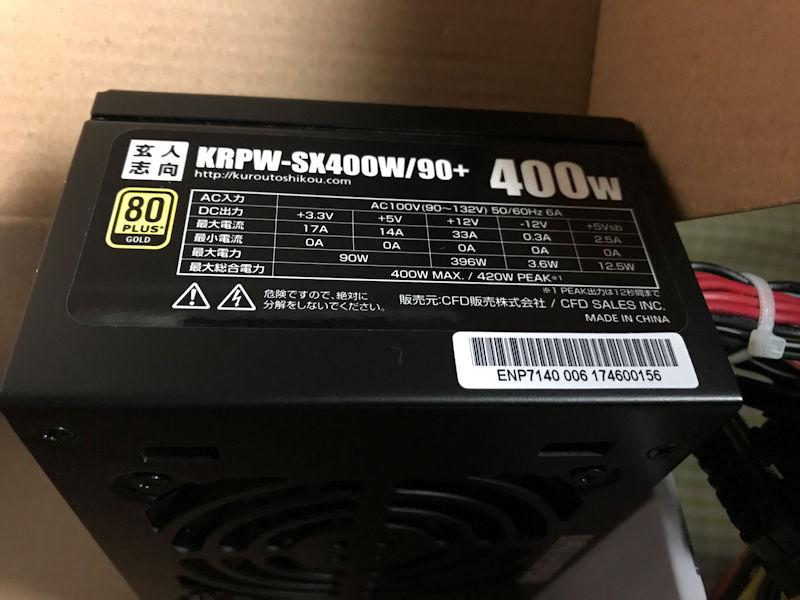 玄人
志向
KRPW-SX400W/90+ 400W
http://kuroutoshikou.com
80
PLUS
GOLD
AC入力 AC100V(90～132V) 50/60Hz 6A
DC出力 +3.3V +5V +12V -12V +5Vsb
最大電流 17A 14A 33A 0.3A 2.5A
最小電流 0A 0A 0A 0A 0A
最大電力 90W 396W 3.6W 12.5W
最大総合電力 400W MAX. / 420W PEAK※1
※1 PEAK出力は12秒間まで
危険ですので、絶対に
分解をしないでください。
販売元:CFD販売株式会社 / CFD SALES INC.
MADE IN CHINA
ENP7140 006 174600156